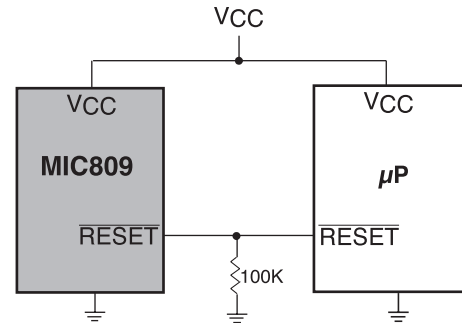 VCC
VCC
VCC
MIC809
µP
RESET
RESET
100K